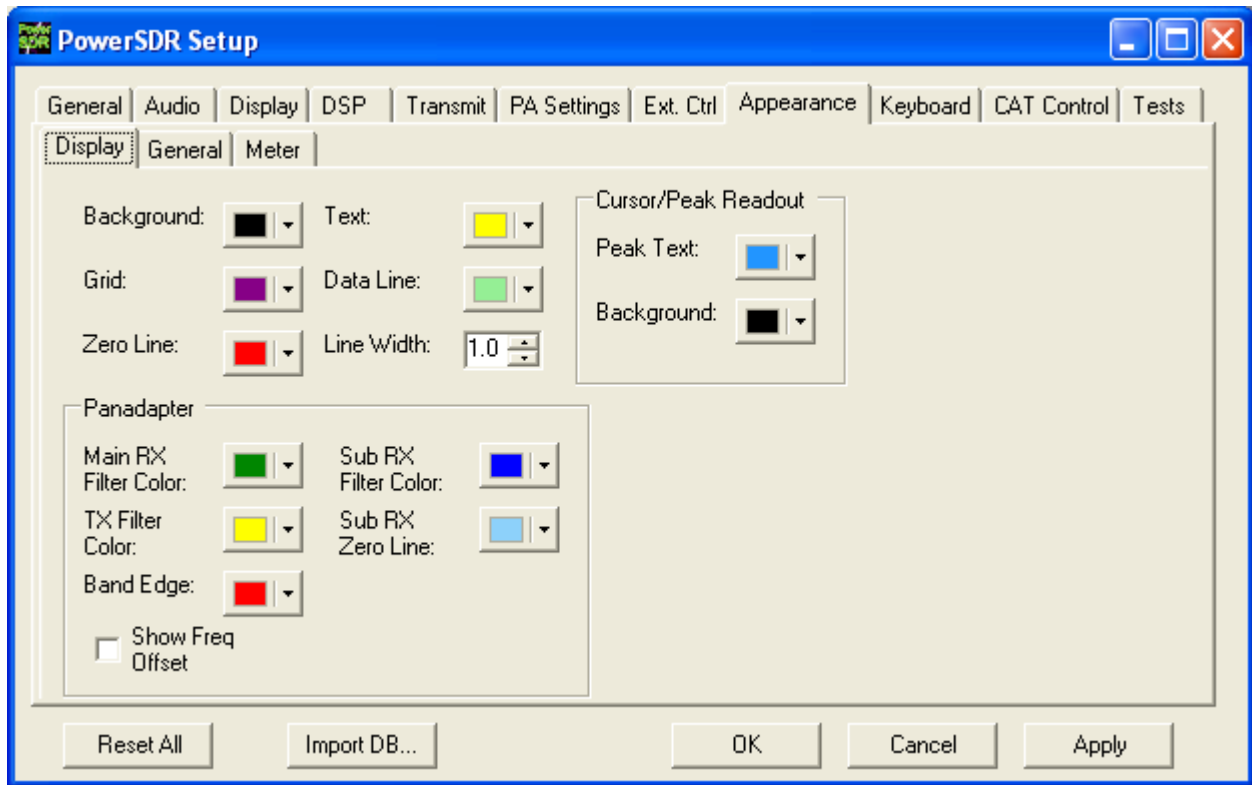 PowerSDR Setup
General Audio Display DSP Transmit PA Settings Ext. Ctrl Appearance Keyboard CAT Control Tests
Display General Meter
Background: Text:
Grid: Data Line:
Zero Line: Line Width: 1.0
Cursor/Peak Readout
Peak Text:
Background:
Panadapter
Main RX
Filter Color:
Sub RX
Filter Color:
TX Filter
Color:
Sub RX
Zero Line:
Band Edge:
Show Freq
Offset
Reset All Import DB... OK Cancel Apply